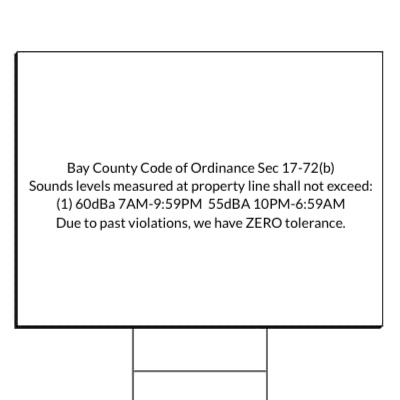 Bay County Code of Ordinance Sec 17-72(b)
Sounds levels measured at property line shall not exceed:
(1) 60dBa 7AM-9:59PM  55dBA 10PM-6:59AM
Due to past violations, we have ZERO tolerance.